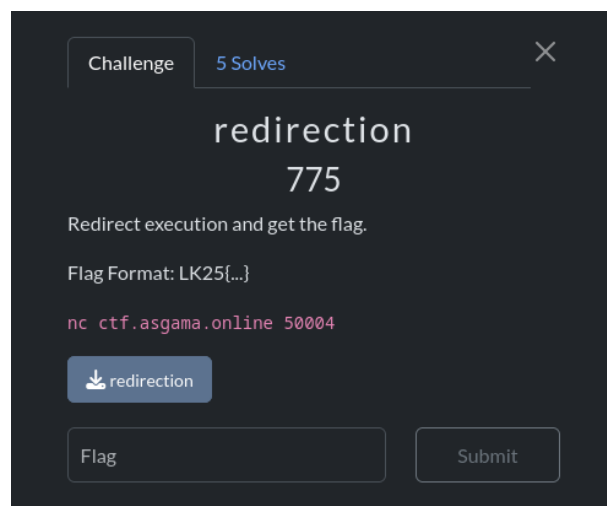 Challenge
5 Solves
redirection
775
Redirect execution and get the flag.
Flag Format: LK25{...}
nc ctf.asgama.online 50004
redirection
Flag
Submit